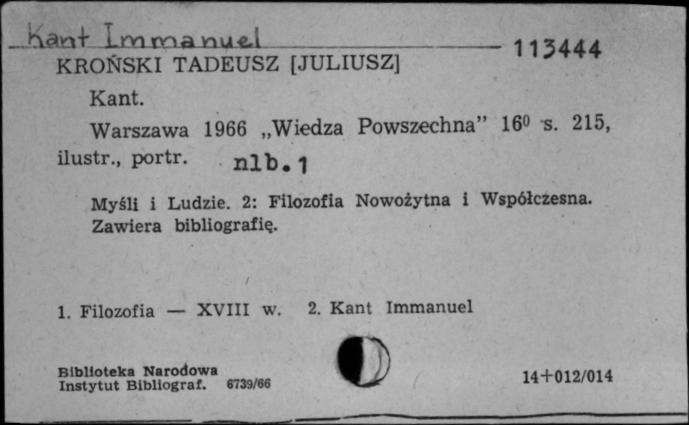 Kant Immanuel
113444
KROŃSKI TADEUSZ [JULIUSZ]
Kant.
Warszawa 1966 „Wiedza Powszechna” 16⁰ s. 215,
ilustr., portr. nlb. 1
Myśli i Ludzie. 2: Filozofia Nowożytna i Współczesna.
Zawiera bibliografię.
1. Filozofia — XVIII w. 2. Kant Immanuel
Biblioteka Narodowa
Instytut Bibliograf. 6739/66
14+012/014